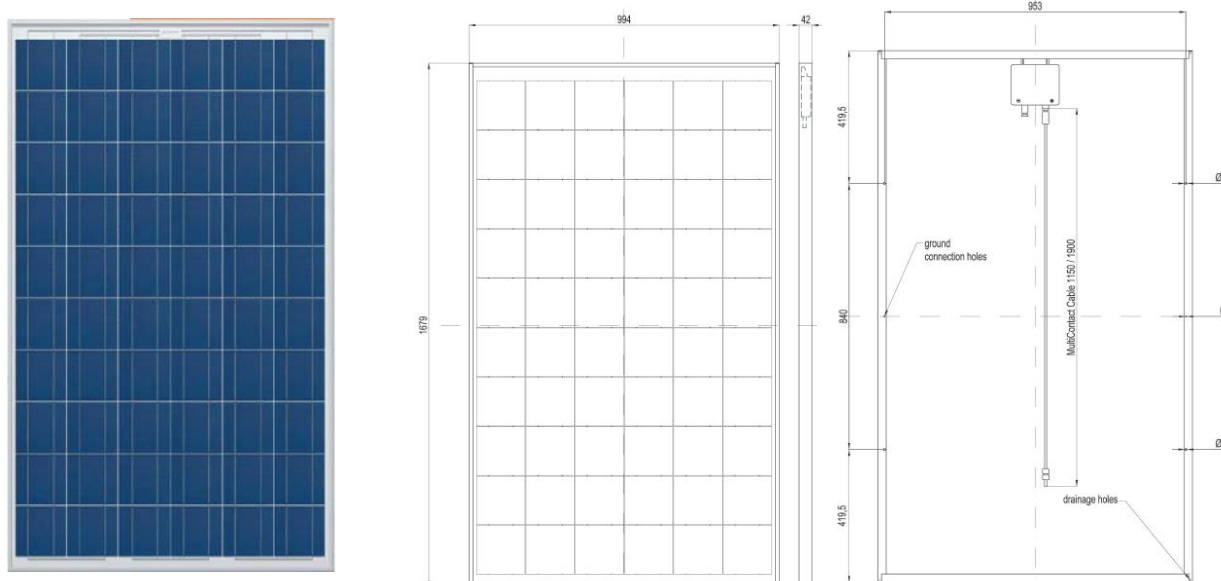 994
42
1679
953
419,5
840
419,5
ground
connection holes
MultiContact Cable 1150 / 1900
drainage holes
Ø
Ø